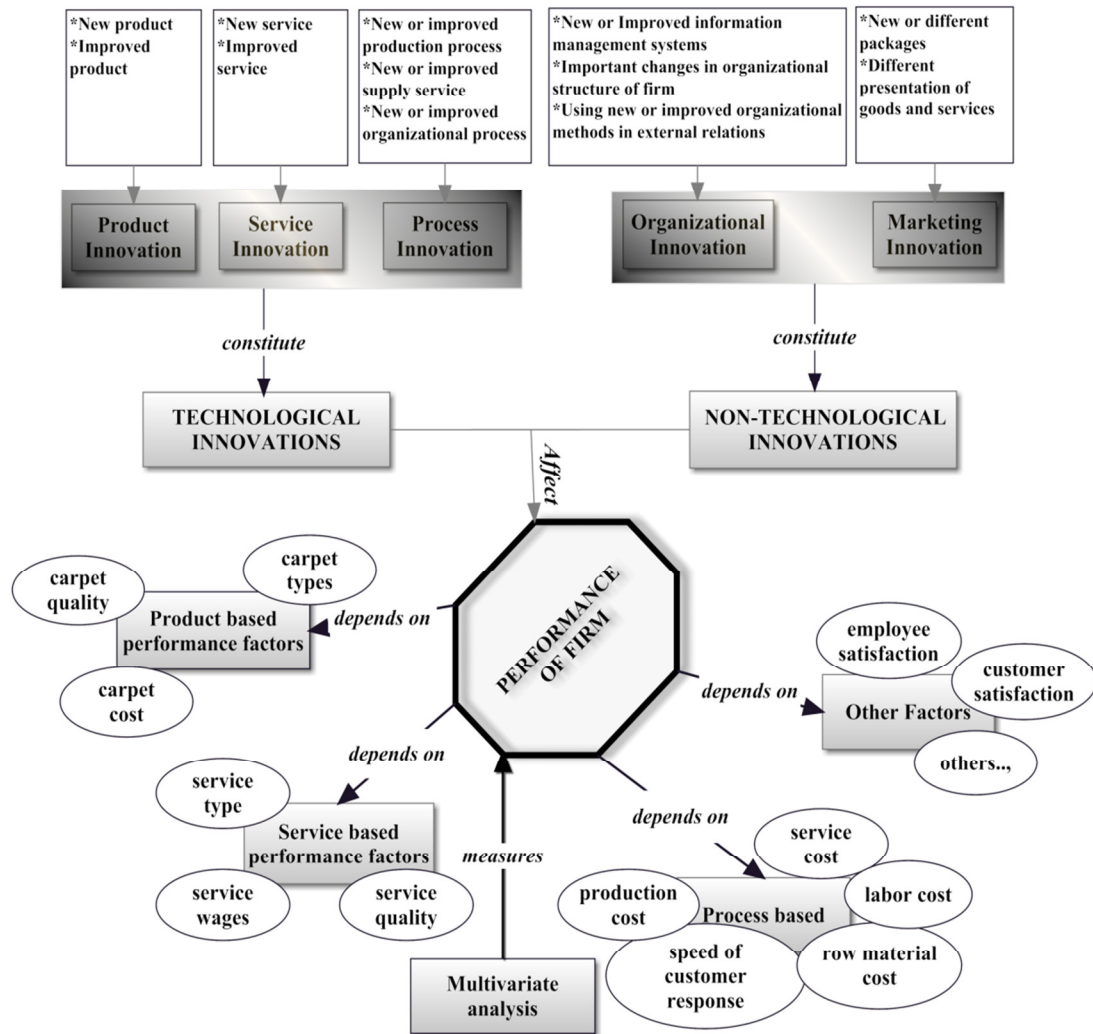 *New product
*Improved
product
*New service
*Improved
service
*New or improved
production process
*New or improved
supply service
*New or improved
organizational process
*New or Improved information
management systems
*Important changes in organizational
structure of firm
*Using new or improved organizational
methods in external relations
*New or different
packages
*Different
presentation of
goods and services
Product
Innovation
Service
Innovation
Process
Innovation
Organizational
Innovation
Marketing
Innovation
constitute
constitute
TECHNOLOGICAL
INNOVATIONS
NON-TECHNOLOGICAL
INNOVATIONS
Affect
PERFORMANCE
OF FIRM
carpet
quality
carpet
types
Product based
performance factors
carpet
cost
depends on
employee
satisfaction
customer
satisfaction
Other Factors
others..,
depends on
depends on
service
type
Service based
performance factors
service
wages
service
quality
measures
Multivariate
analysis
depends on
service
cost
production
cost
labor cost
Process based
speed of
customer
response
row material
cost